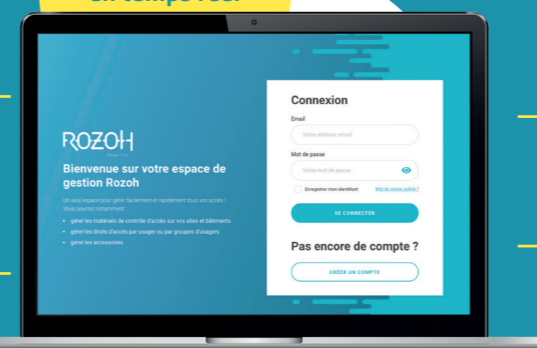 en temps réel
ROZOH
Bienvenue sur votre espace de
gestion Rozoh
Un seul espace pour gérer facilement et rapidement tous vos accès !
Vous pourrez notamment :
• gérer les matériels de contrôle d'accès sur vos sites et bâtiments
• gérer les droits d'accès par usager ou par groupes d'usagers
• gérer les accessoires
Connexion
Email
Votre adresse email
Mot de passe
Votre mot de passe
Enregistrer mon identifiant
Mot de passe oublié ?
SE CONNECTER
Pas encore de compte ?
CRÉER UN COMPTE